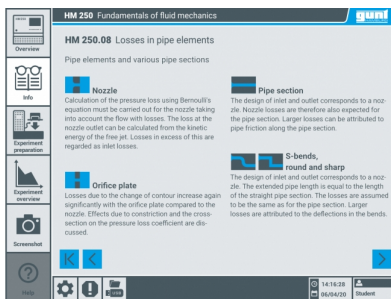 HM 250 Fundamentals of fluid mechanics
gunt
Overview
Info
Experiment
preparation
Experiment
overview
Screenshot
Help
HM 250.08 Losses in pipe elements
Pipe elements and various pipe sections
Nozzle
Calculation of the pressure loss using Bernoulli's
equation must be carried out for the nozzle taking
into account the flow with losses. The loss at the
nozzle outlet can be calculated from the kinetic
energy of the free jet. Losses in excess of this are
regarded as inlet losses.
Orifice plate
Losses due to the change of contour increase again
significantly with the orifice plate compared to the
nozzle. Effects due to constriction and the cross-
section on the pressure loss coefficient are dis-
cussed.
Pipe section
The design of inlet and outlet corresponds to a noz-
zle. Nozzle losses are therefore also expected for
the pipe section. Larger losses can be attributed to
pipe friction along the pipe section.
S-bends,
round and sharp
The design of inlet and outlet corresponds to a noz-
zle. The extended pipe length is equal to the length
of the straight pipe section. The losses are assumed
to be the same as for the pipe section. Larger
losses are attributed to the deflections in the bends.
USB
14:16:28
06/04/20
Student